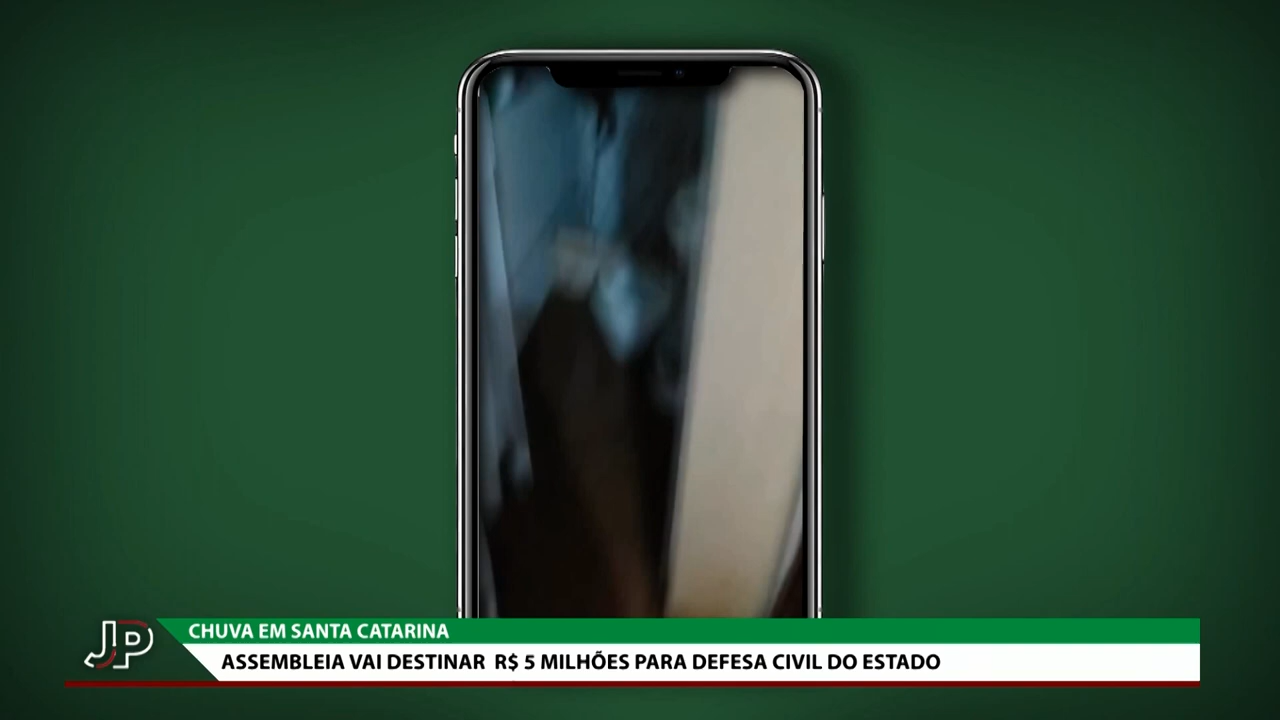 CHUVA EM SANTA CATARINA
JP
ASSEMBLEIA VAI DESTINAR R$ 5 MILHÕES PARA DEFESA CIVIL DO ESTADO